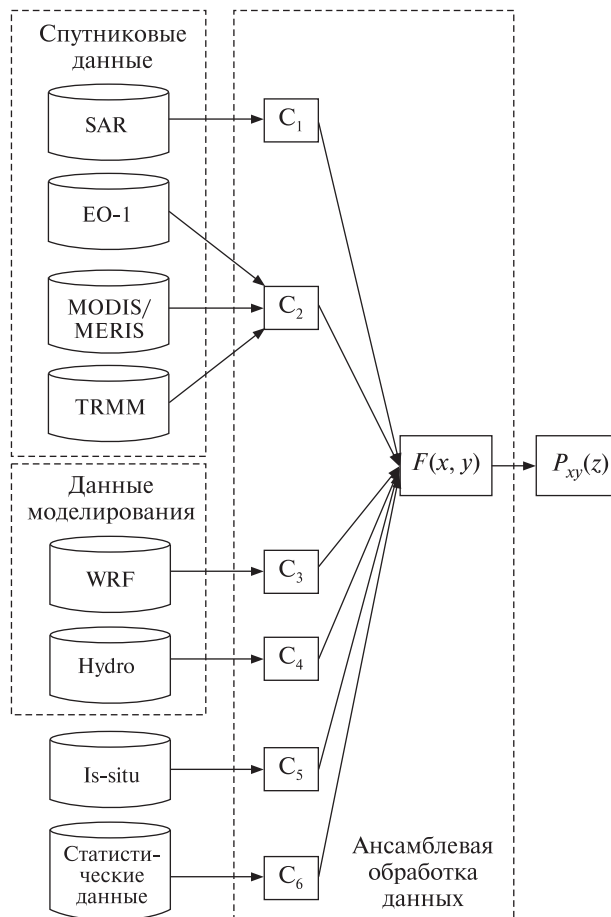 Спутниковые
данные
SAR
C1
EO-1
MODIS/
MERIS
C2
TRMM
F(x, y)
Pxy(z)
Данные
моделирования
WRF
C3
Hydro
C4
Is-situ
C5
Статисти-
ческие
данные
C6
Ансамблевая
обработка
данных